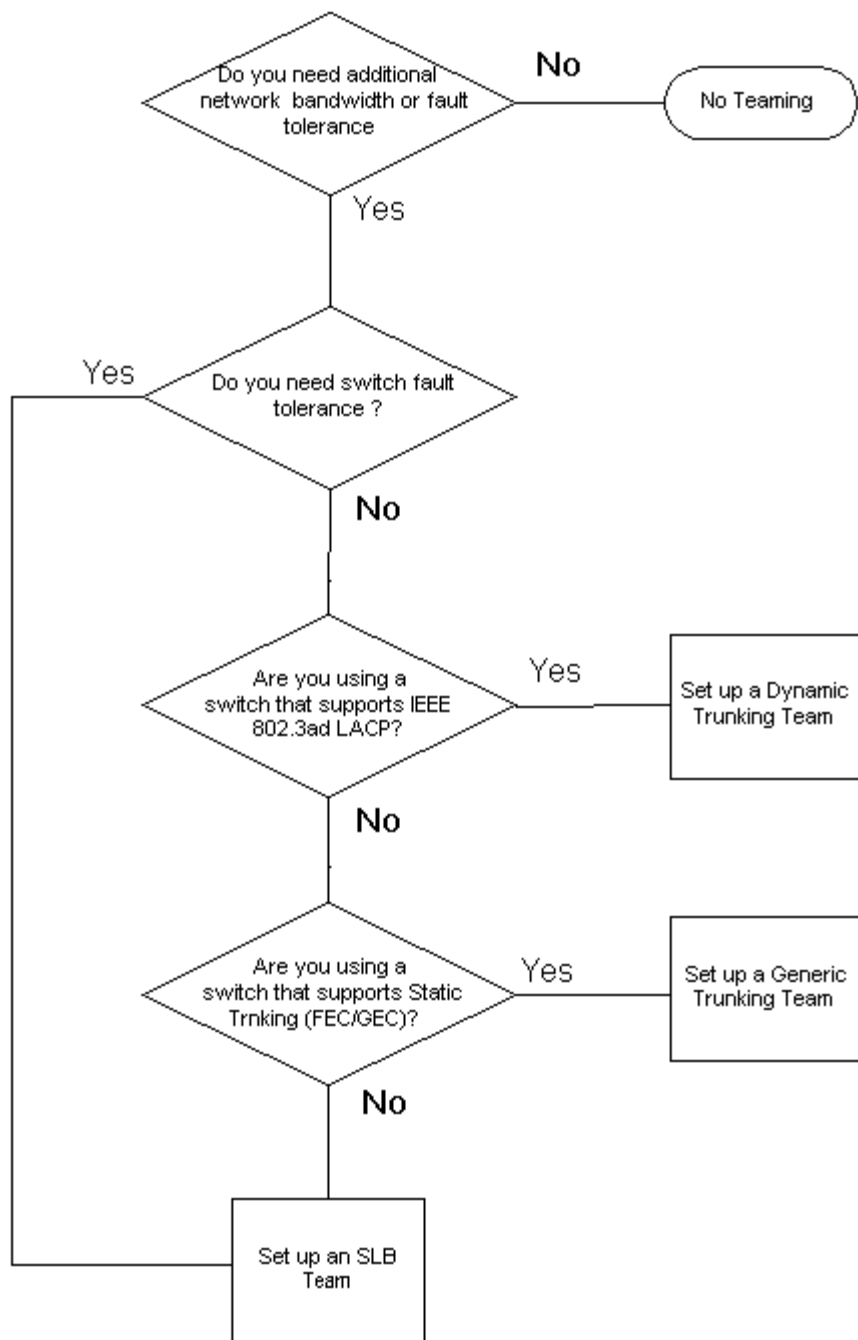 Do you need additional
network bandwidth or fault
tolerance
No
No Teaming
Yes
Yes
Do you need switch fault
tolerance ?
No
Are you using a
switch that supports IEEE
802.3ad LACP?
Yes
Set up a Dynamic
Trunking Team
No
Are you using a
switch that supports Static
Trnking (FEC/GEC)?
Yes
Set up a Generic
Trunking Team
No
Set up an SLB
Team